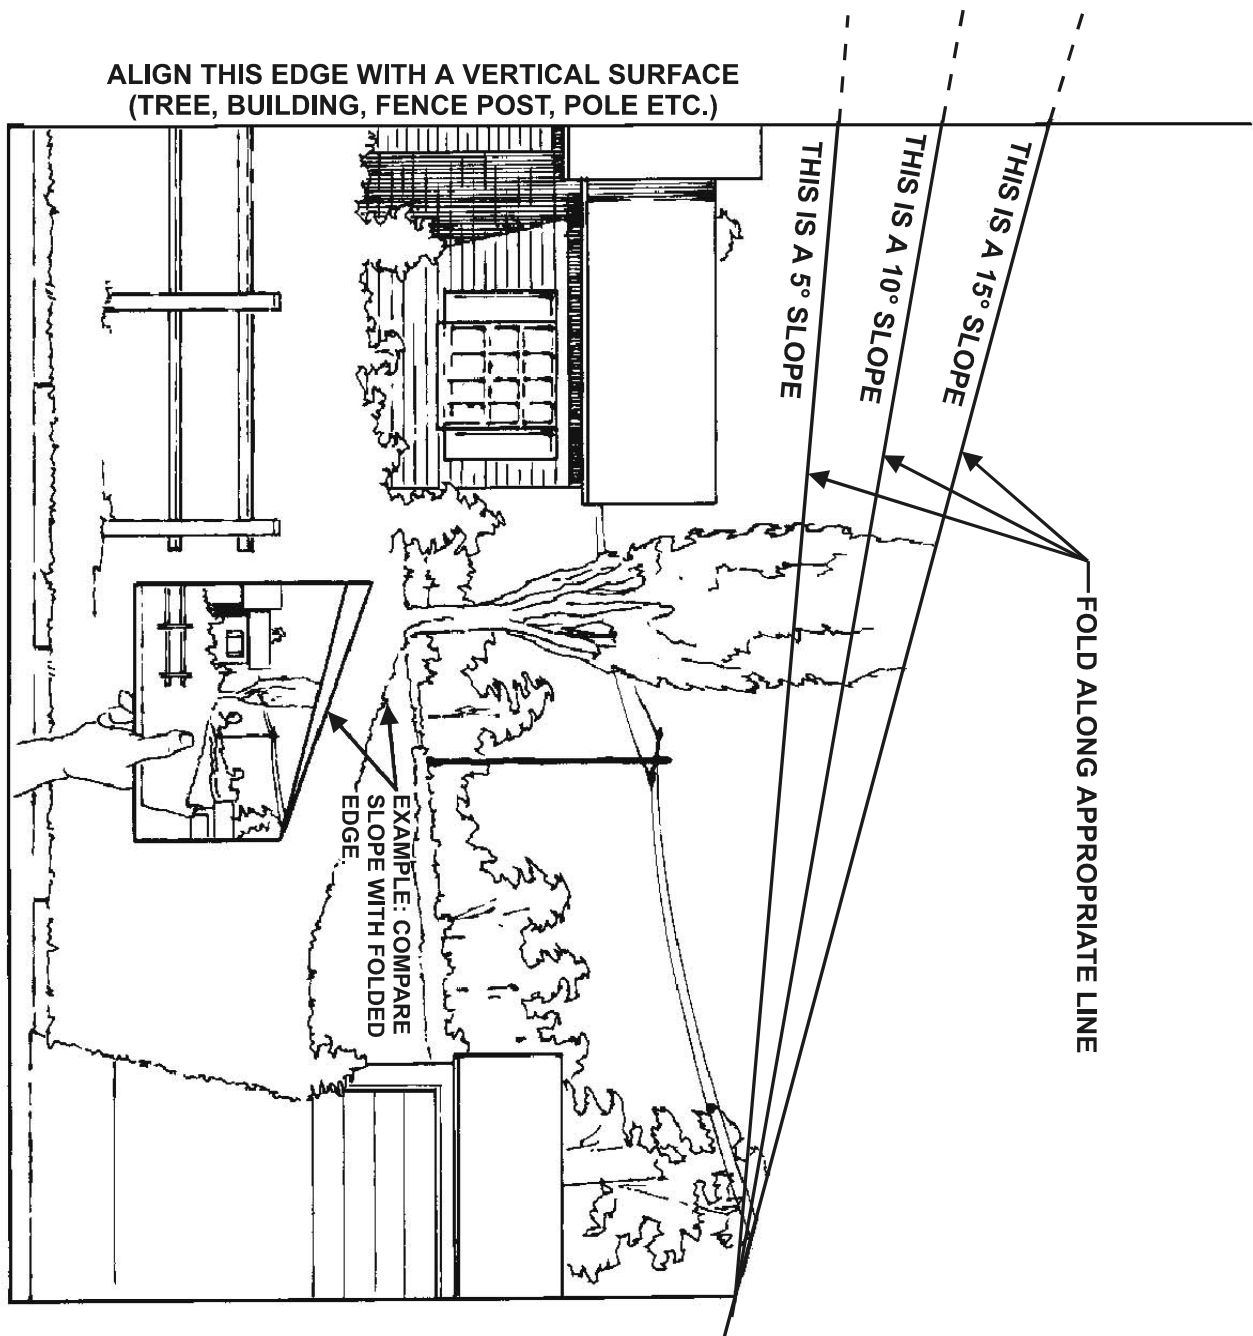 ALIGN THIS EDGE WITH A VERTICAL SURFACE
(TREE, BUILDING, FENCE POST, POLE ETC.)
THIS IS A 5° SLOPE
THIS IS A 10° SLOPE
THIS IS A 15° SLOPE
FOLD ALONG APPROPRIATE LINE
EXAMPLE: COMPARE
SLOPE WITH FOLDED
EDGE.